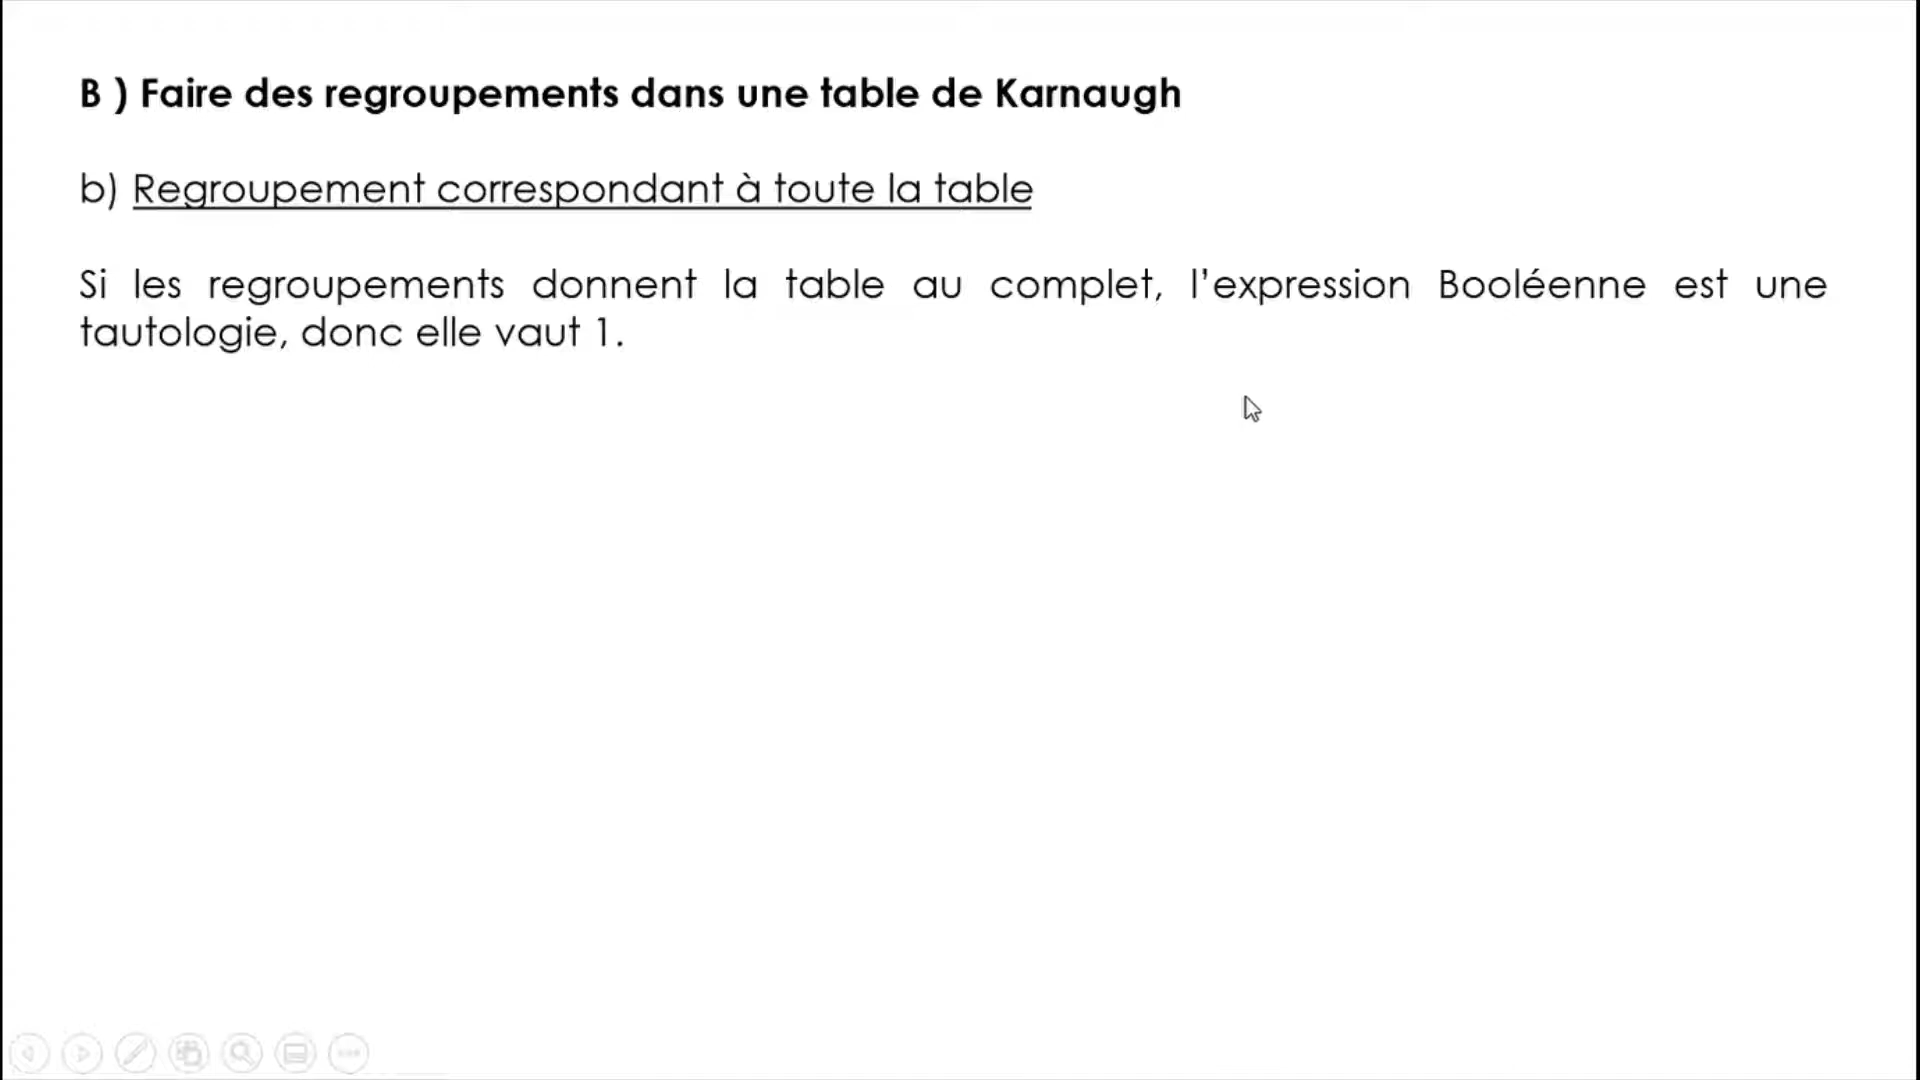 B ) Faire des regroupements dans une table de Karnaugh
b) Regroupement correspondant à toute la table
Si les regroupements donnent la table au complet, l’expression Booléenne est une
tautologie, donc elle vaut 1.